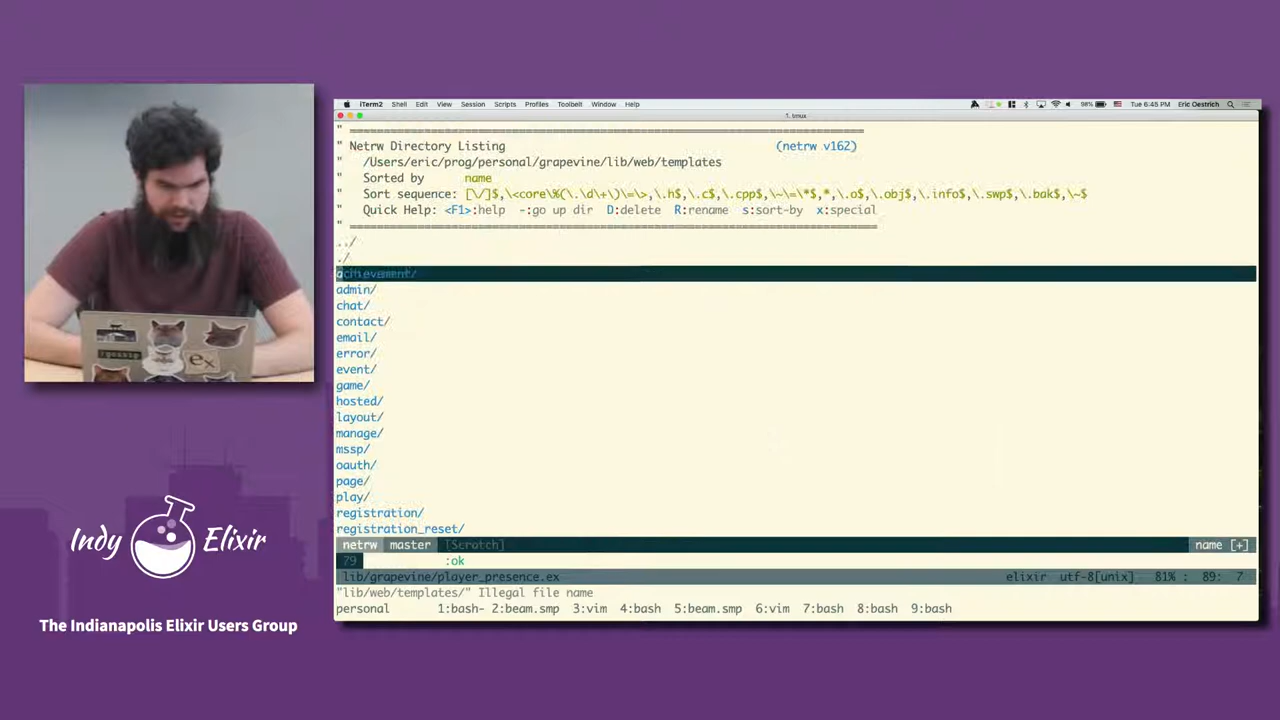 iTerm2 Shell Edit View Session Scripts Profiles Toolbelt Window Help 98% Tue 6:45 PM Eric Oestrich
1. tmux
" ============================================================================
" Netrw Directory Listing (netrw v162)
" /Users/eric/prog/personal/grapevine/lib/web/templates
" Sorted by name
" Sort sequence: [\/]$,\<core\%(\.\d\+\)\=\>,\.h$,\.c$,\.cpp$,\~\=\*$,*,\.o$,\.obj$,\.info$,\.swp$,\.bak$,\~$
" Quick Help: <F1>:help -:go up dir D:delete R:rename s:sort-by x:special
" ==============================================================================
../
./
achievement/
admin/
chat/
contact/
email/
error/
event/
game/
hosted/
layout/
manage/
mssp/
oauth/
page/
play/
registration/
registration_reset/
netrw master [Scratch] name [+]
79 :ok
lib/grapevine/player_presence.ex elixir utf-8[unix] 81% : 89: 7
"lib/web/templates/" Illegal file name
personal 1:bash- 2:beam.smp 3:vim 4:bash 5:beam.smp 6:vim 7:bash 8:bash 9:bash
ex
Indy Elixir
The Indianapolis Elixir Users Group